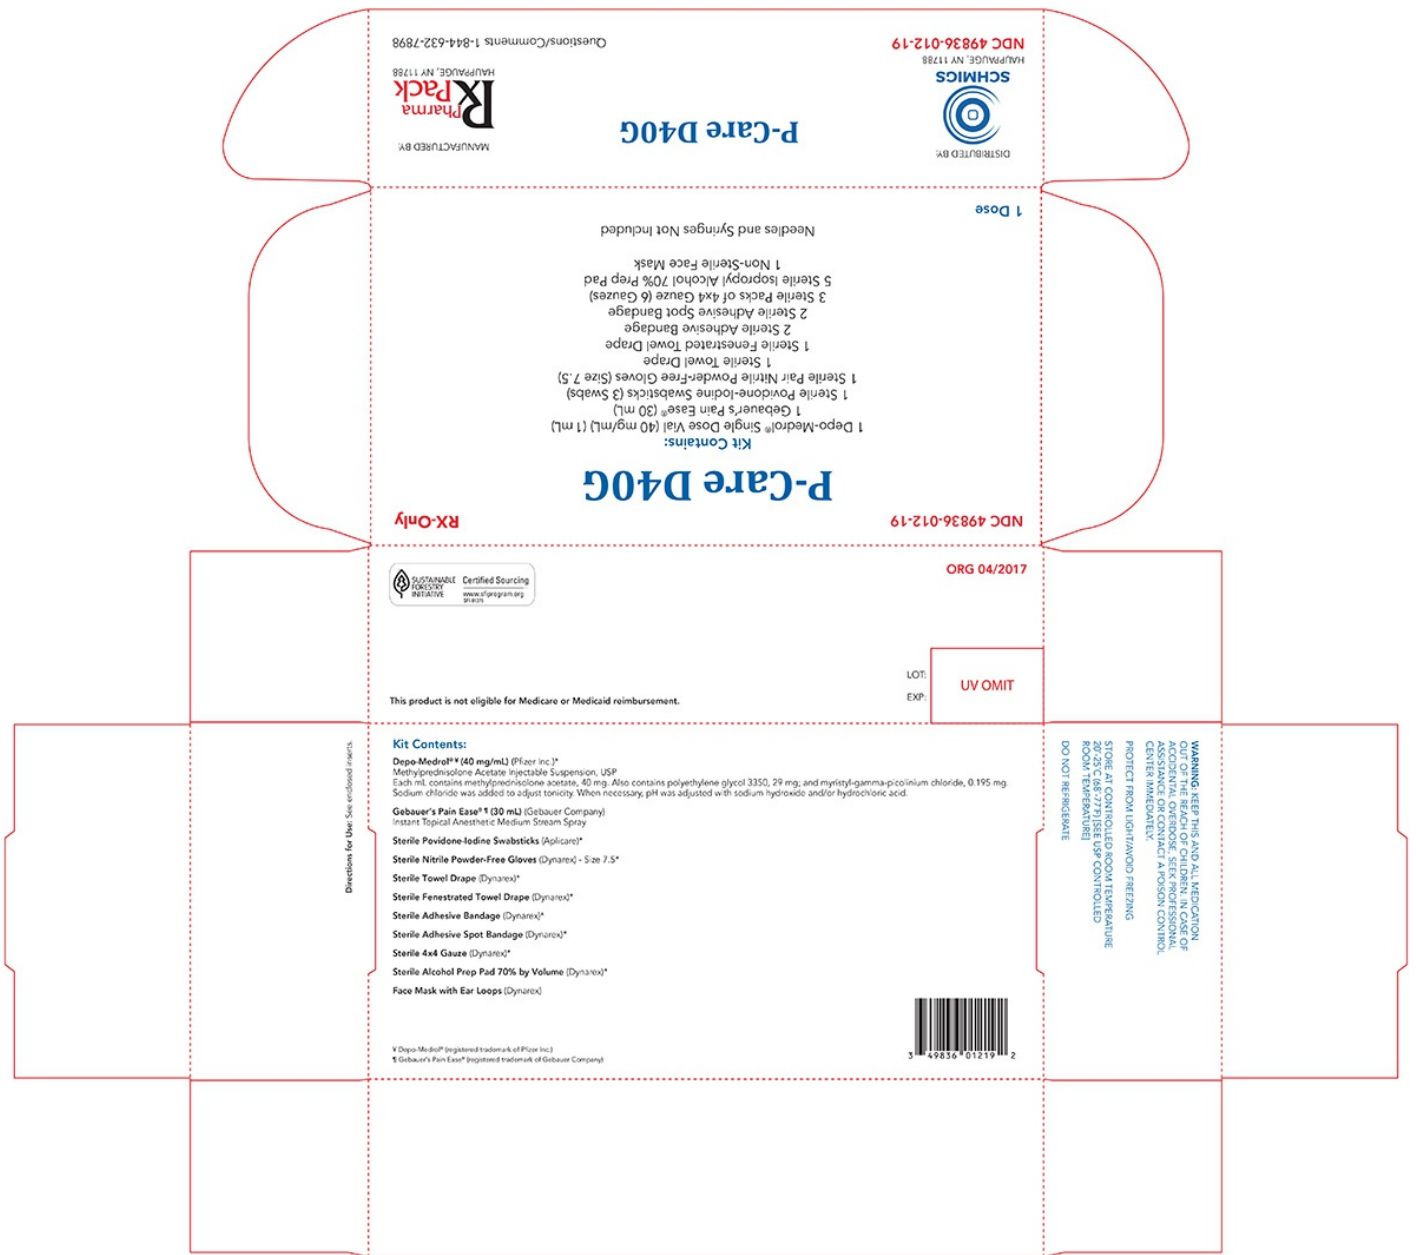 Questions/Comments 1-844-632-7898
NDC 49836-012-19
MANUFACTURED BY:
Pharma
Rx Pack
HAUPPAUGE, NY 11788
P-Care D40G
DISTRIBUTED BY:
SCHMIGS
HAUPPAUGE, NY 11788
RX-Only
NDC 49836-012-19
P-Care D40G
Kit Contains:
1 Depo-Medrol® Single Dose Vial (40 mg/mL) (1 mL)
1 Gebauer's Pain Ease® (30 mL)
1 Sterile Povidone-Iodine Swabsticks (3 Swabs)
1 Sterile Pair Nitrile Powder-Free Gloves (Size 7.5)
1 Sterile Towel Drape
1 Sterile Fenestrated Towel Drape
2 Sterile Adhesive Bandage
2 Sterile Adhesive Spot Bandage
3 Sterile Packs of 4x4 Gauze (6 Gauzes)
5 Sterile Isopropyl Alcohol 70% Prep Pad
1 Non-Sterile Face Mask
Needles and Syringes Not Included
1 Dose
SUSTAINABLE
FORESTRY
INITIATIVE
Certified Sourcing
www.sfiprogram.org
ORG 04/2017
LOT:
EXP:
UV OMIT
This product is not eligible for Medicare or Medicaid reimbursement.
Directions for Use: See enclosed inserts.
Kit Contents:
Depo-Medrol®¥ (40 mg/mL) (Pfizer Inc.)*
Methylprednisolone Acetate Injectable Suspension, USP
Each mL contains methylprednisolone acetate, 40 mg. Also contains polyethylene glycol 3350, 29 mg; and myristyl-gamma-picolinium chloride, 0.195 mg.
Sodium chloride was added to adjust tonicity. When necessary, pH was adjusted with sodium hydroxide and/or hydrochloric acid.
Gebauer's Pain Ease® ¶ (30 mL) (Gebauer Company)
Instant Topical Anesthetic Medium Stream Spray
Sterile Povidone-Iodine Swabsticks (Aplicare)*
Sterile Nitrile Powder-Free Gloves (Dynarex) - Size 7.5*
Sterile Towel Drape (Dynarex)*
Sterile Fenestrated Towel Drape (Dynarex)*
Sterile Adhesive Bandage (Dynarex)*
Sterile Adhesive Spot Bandage (Dynarex)*
Sterile 4x4 Gauze (Dynarex)*
Sterile Alcohol Prep Pad 70% by Volume (Dynarex)*
Face Mask with Ear Loops (Dynarex)
¥ Depo-Medrol® (registered trademark of Pfizer Inc.)
¶ Gebauer's Pain Ease® (registered trademark of Gebauer Company)
3 49836 01219 2
WARNING: KEEP THIS AND ALL MEDICATION
OUT OF THE REACH OF CHILDREN. IN CASE OF
ACCIDENTAL OVERDOSE, SEEK PROFESSIONAL
ASSISTANCE OR CONTACT A POISON CONTROL
CENTER IMMEDIATELY.
PROTECT FROM LIGHT/AVOID FREEZING
STORE AT CONTROLLED ROOM TEMPERATURE
20°-25°C (68°-77°F) [SEE USP CONTROLLED
ROOM TEMPERATURE]
DO NOT REFRIGERATE